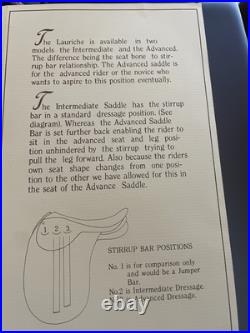 The Lauriche is available in two
models the Intermediate and the Advanced.
The difference being the seat bone to stir-
rup bar relationship. The Advanced saddle is
for the advanced rider or the novice who
wants to aspire to this position eventually.
The Intermediate Saddle has the stirrup
bar in a standard dressage position. (See
diagram). Whereas the Advanced Saddle
Bar is set further back enabling the rider to
sit in the advanced seat and leg position
unhindered by the stirrup trying to
pull the leg forward. Also because the riders
own seat shape changes from one position
to the other we have allowed for this in
the seat of the Advance Saddle.
1 2 3
STIRRUP BAR POSITIONS
No. 1 is for comparison only
and would be a Jumper
Bar.
No.2 is Intermediate Dressage.
Advanced Dressage.